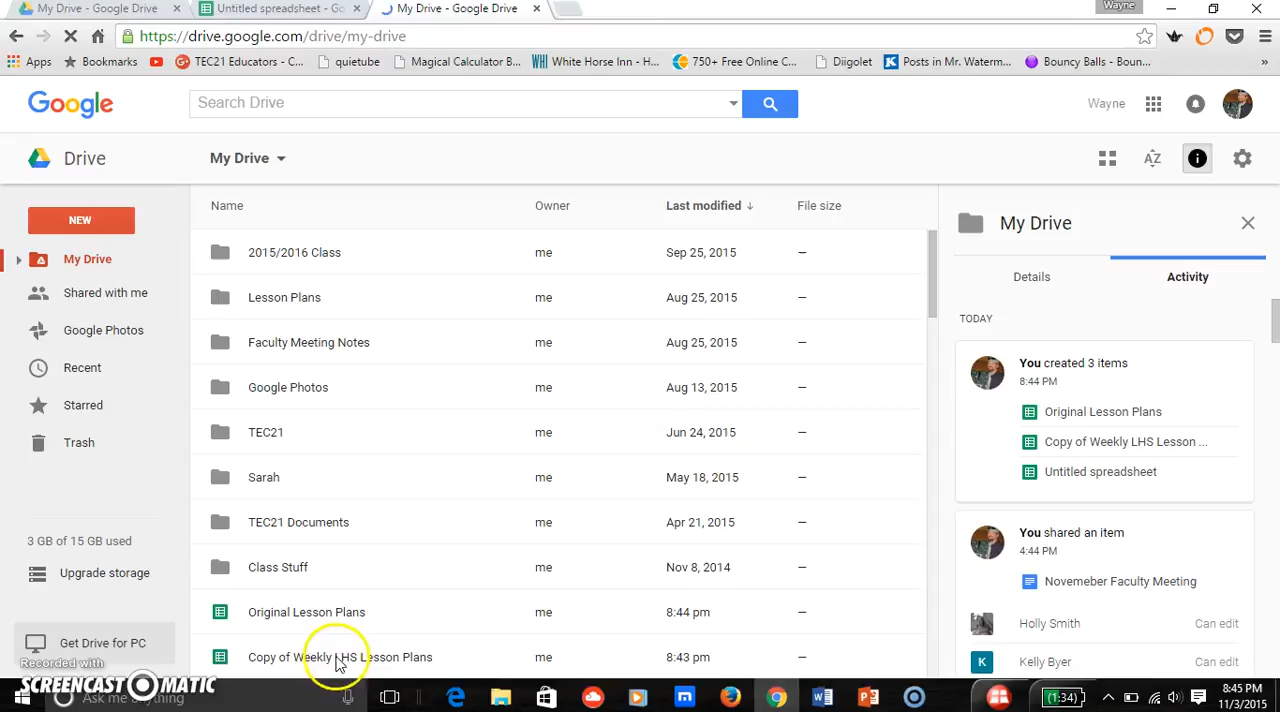 My Drive - Google Drive
Untitled spreadsheet - Go
My Drive - Google Drive
Wayne
https://drive.google.com/drive/my-drive
Apps
Bookmarks
TEC21 Educators - C...
quietube
Magical Calculator B...
White Horse Inn - H...
750+ Free Online C...
Diigolet
Posts in Mr. Waterm...
Bouncy Balls - Boun...
»
Google
Search Drive
Wayne
Drive
My Drive
AZ
NEW
My Drive
Shared with me
Google Photos
Recent
Starred
Trash
3 GB of 15 GB used
Upgrade storage
Get Drive for PC
Name Owner Last modified File size
2015/2016 Class me Sep 25, 2015 —
Lesson Plans me Aug 25, 2015 —
Faculty Meeting Notes me Aug 25, 2015 —
Google Photos me Aug 13, 2015 —
TEC21 me Jun 24, 2015 —
Sarah me May 18, 2015 —
TEC21 Documents me Apr 21, 2015 —
Class Stuff me Nov 8, 2014 —
Original Lesson Plans me 8:44 pm —
Copy of Weekly LHS Lesson Plans me 8:43 pm —
My Drive
Details Activity
TODAY
You created 3 items
8:44 PM
Original Lesson Plans
Copy of Weekly LHS Lesson ...
Untitled spreadsheet
You shared an item
4:44 PM
Novemeber Faculty Meeting
Holly Smith Can edit
K Kelly Byer Can edit
Recorded with
SCREENCAST-O-MATIC
Ask me anything
(1:34)
8:45 PM
11/3/2015